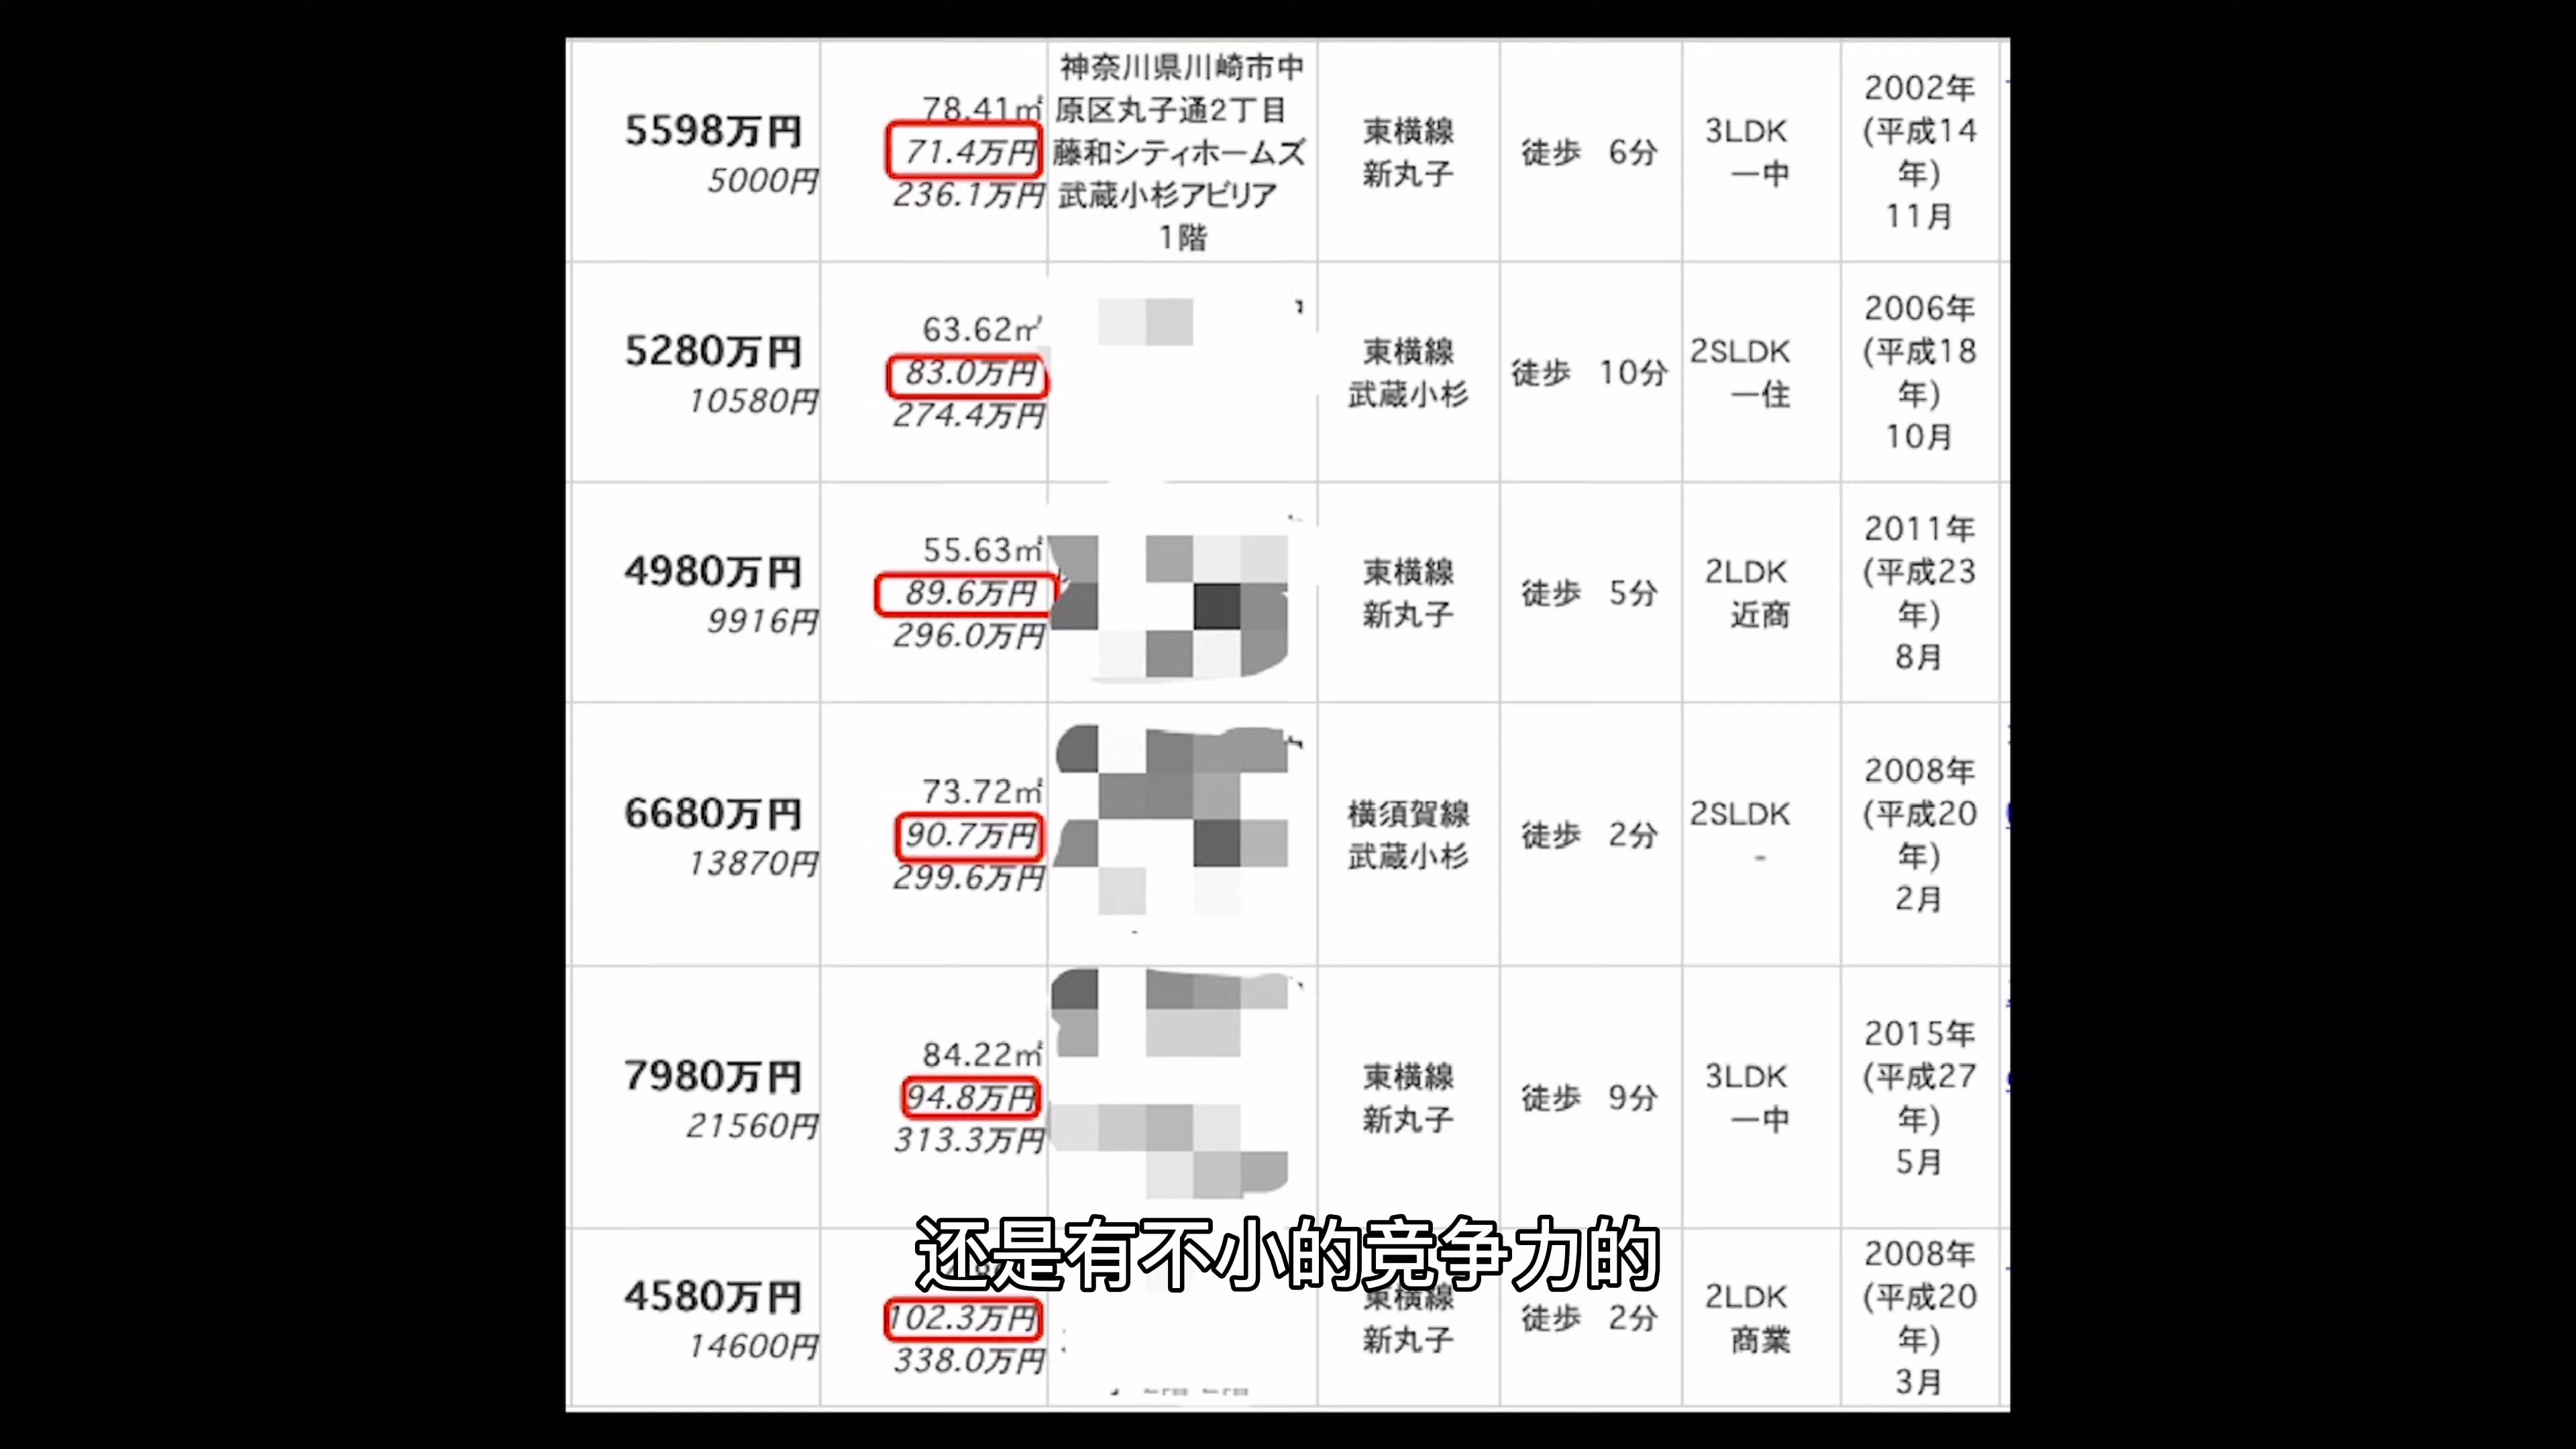 5598万円
5000円
78.41㎡
71.4万円
236.1万円
神奈川県川崎市中
原区丸子通2丁目
藤和シティホームズ
武蔵小杉アビリア
1階
東横線
新丸子
徒歩 6分
3LDK
一中
2002年
(平成14
年)
11月
5280万円
10580円
63.62㎡
83.0万円
274.4万円
東横線
武蔵小杉
徒歩 10分
2SLDK
一住
2006年
(平成18
年)
10月
4980万円
9916円
55.63㎡
89.6万円
296.0万円
東横線
新丸子
徒歩 5分
2LDK
近商
2011年
(平成23
年)
8月
6680万円
13870円
73.72㎡
90.7万円
299.6万円
横須賀線
武蔵小杉
徒歩 2分
2SLDK
-
2008年
(平成20
年)
2月
7980万円
21560円
84.22㎡
94.8万円
313.3万円
東横線
新丸子
徒歩 9分
3LDK
一中
2015年
(平成27
年)
5月
还是有不小的竞争力的
4580万円
14600円
102.3万円
338.0万円
東横線
新丸子
徒歩 2分
2LDK
商業
2008年
(平成20
年)
3月